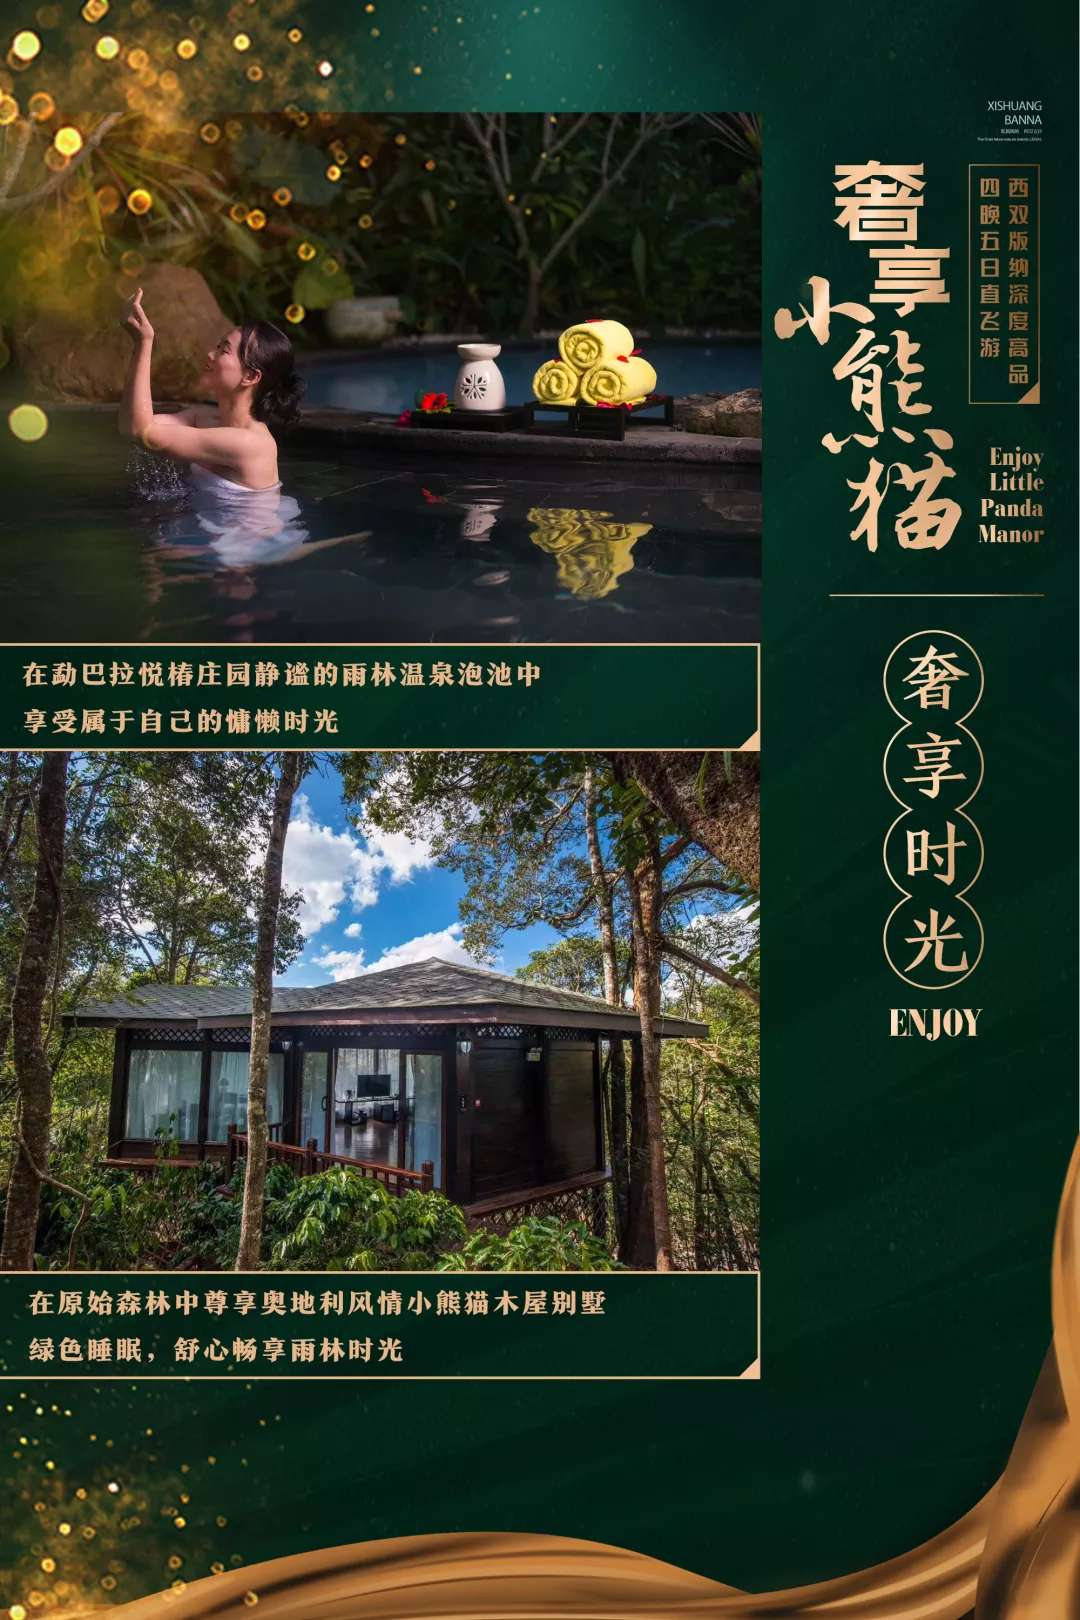 XISHUANG
BANNA
奢享
小熊猫
西双版纳深度高品
四晚五日直飞游
Enjoy
Little
Panda
Manor
在勐巴拉悦椿庄园静谧的雨林温泉泡池中
享受属于自己的慵懒时光
奢享时光
ENJOY
在原始森林中尊享奥地利风情小熊猫木屋别墅
绿色睡眠，舒心畅享雨林时光